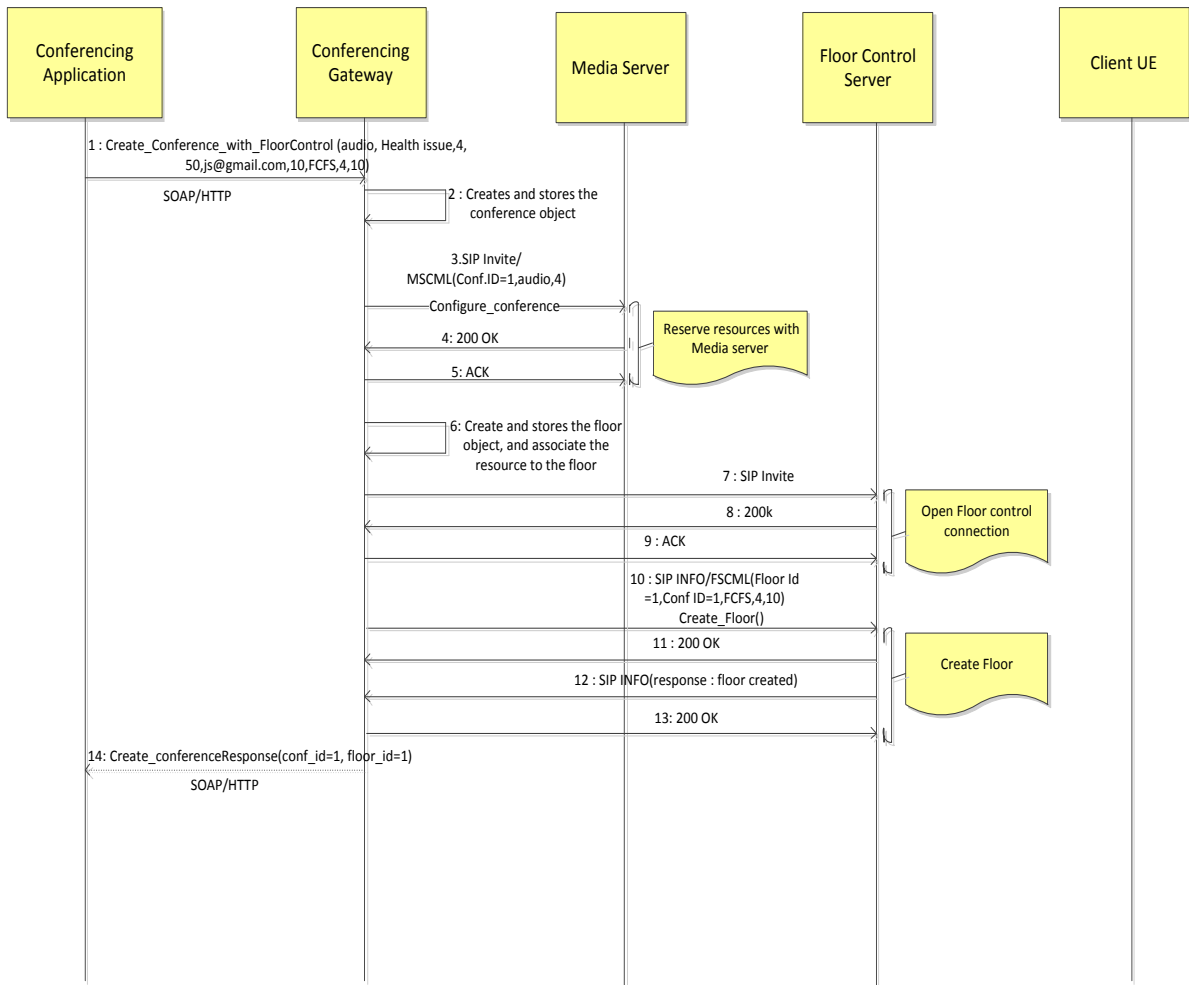 Conferencing
Application
Conferencing
Gateway
Media Server
Floor Control
Server
Client UE
1 : Create_Conference_with_FloorControl (audio, Health issue,4,
50,js@gmail.com,10,FCFS,4,10)
SOAP/HTTP
2 : Creates and stores the
conference object
3.SIP Invite/
MSCML(Conf.ID=1,audio,4)
Configure_conference
Reserve resources with
Media server
4: 200 OK
5: ACK
6: Create and stores the floor
object, and associate the
resource to the floor
7 : SIP Invite
8 : 200k
Open Floor control
connection
9 : ACK
10 : SIP INFO/FSCML(Floor Id
=1,Conf ID=1,FCFS,4,10)
Create_Floor()
11 : 200 OK
Create Floor
12 : SIP INFO(response : floor created)
13: 200 OK
14: Create_conferenceResponse(conf_id=1, floor_id=1)
SOAP/HTTP